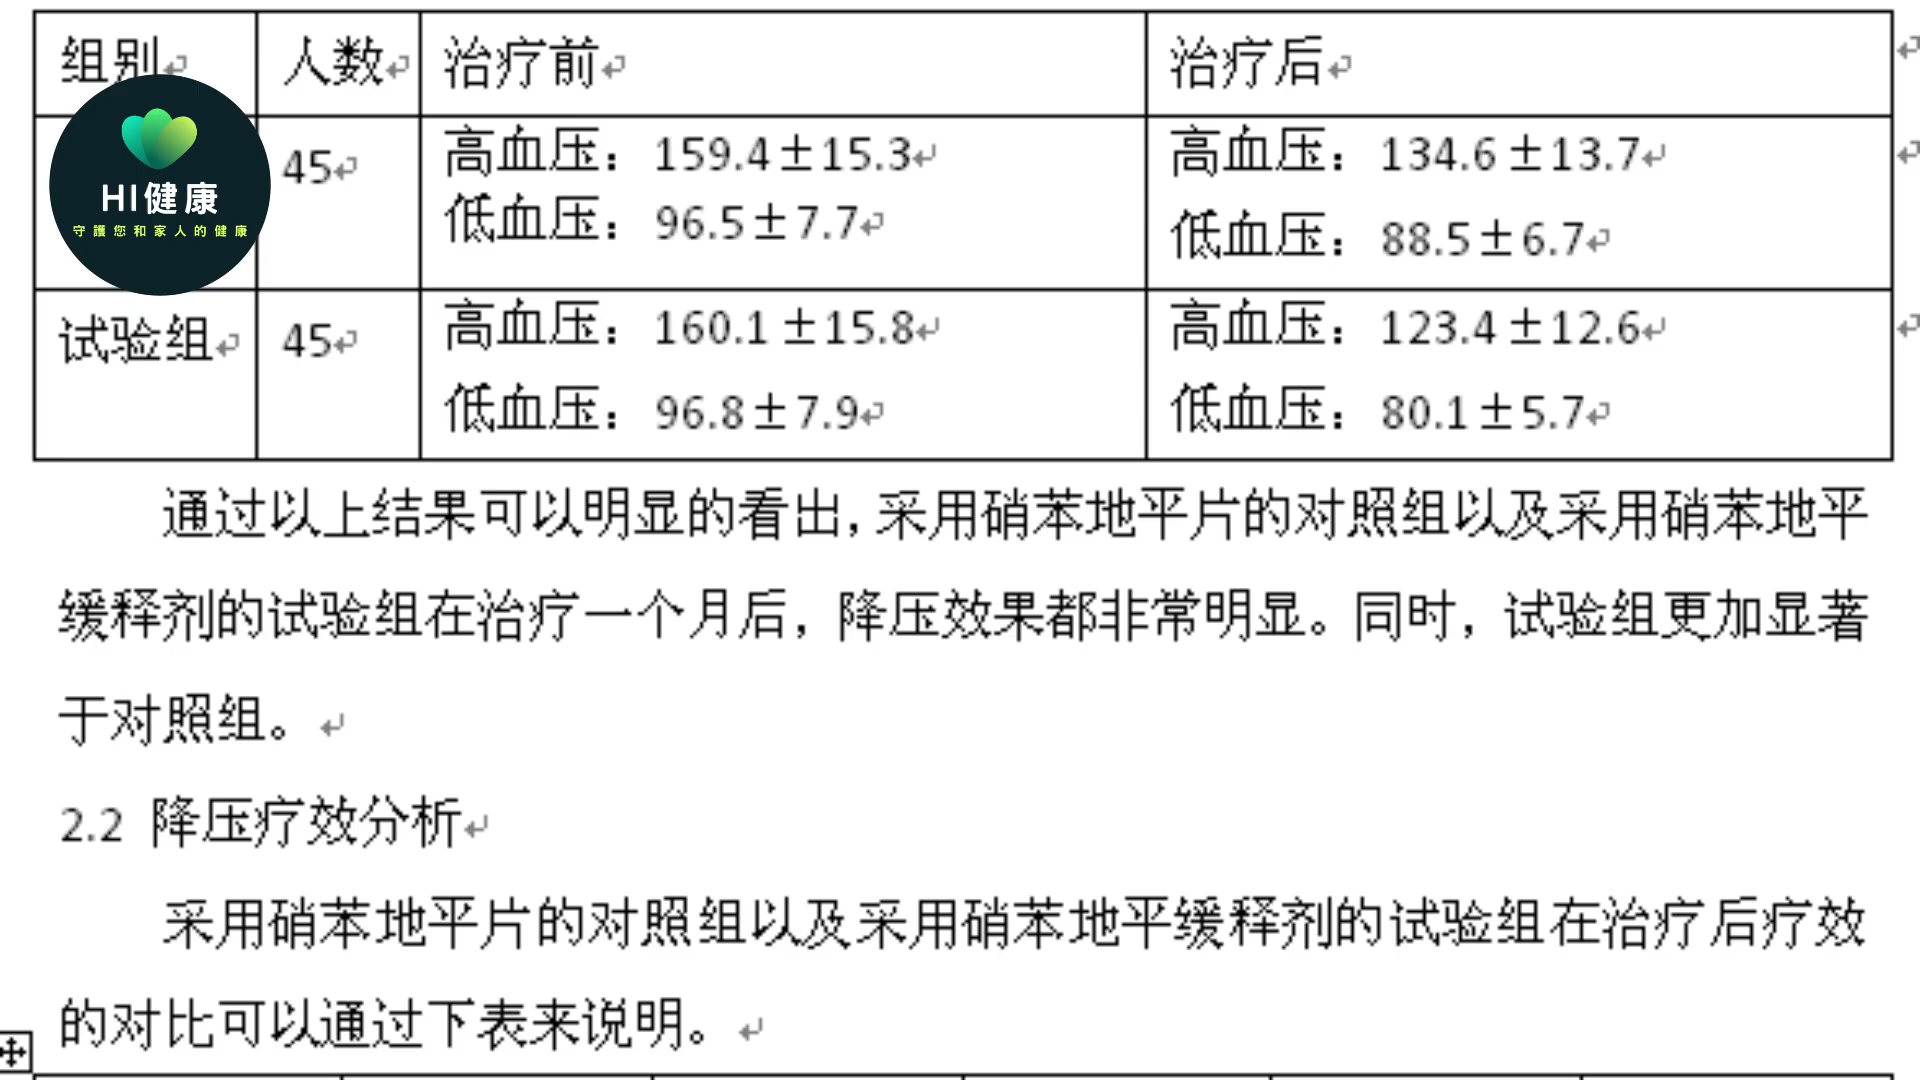 组别 人数 治疗前 治疗后
45 高血压：159.4±15.3 高血压：134.6±13.7
低血压：96.5±7.7 低血压：88.5±6.7
HI健康
守護您和家人的健康
试验组 45 高血压：160.1±15.8 高血压：123.4±12.6
低血压：96.8±7.9 低血压：80.1±5.7
通过以上结果可以明显的看出，采用硝苯地平片的对照组以及采用硝苯地平
缓释剂的试验组在治疗一个月后，降压效果都非常明显。同时，试验组更加显著
于对照组。
2.2 降压疗效分析
采用硝苯地平片的对照组以及采用硝苯地平缓释剂的试验组在治疗后疗效
的对比可以通过下表来说明。